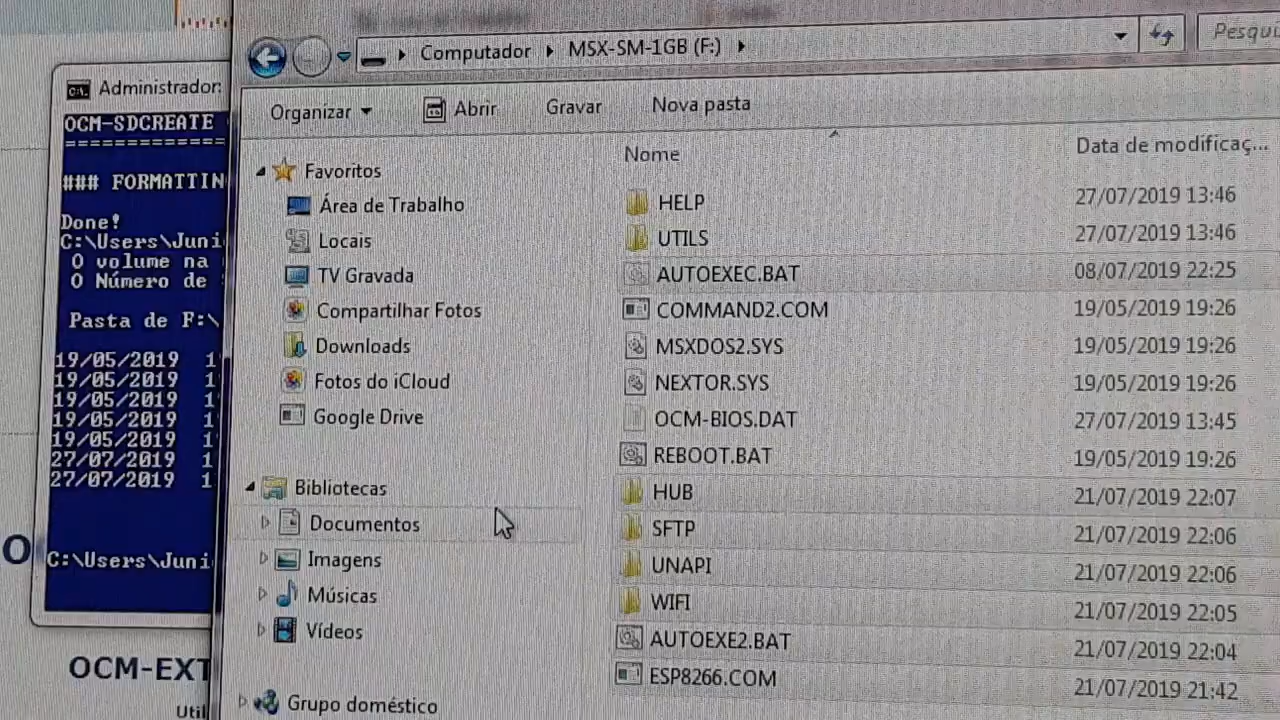 Computador
MSX-SM-1GB (F:)
Pesqui
Organizar
Abrir
Gravar
Nova pasta
Administrador:
OCM-SDCREATE
==============
### FORMATTIN
Done!
C:\Users\Juni
O volume na
O Número de
Pasta de F:\
19/05/2019 1
19/05/2019 1
19/05/2019 1
19/05/2019 1
19/05/2019 1
27/07/2019 1
27/07/2019 1
C:\Users\Juni
O
OCM-EXT
Uti
Favoritos
Área de Trabalho
Locais
TV Gravada
Compartilhar Fotos
Downloads
Fotos do iCloud
Google Drive
Bibliotecas
Documentos
Imagens
Músicas
Vídeos
Grupo doméstico
Nome Data de modificaç...
HELP 27/07/2019 13:46
UTILS 27/07/2019 13:46
AUTOEXEC.BAT 08/07/2019 22:25
COMMAND2.COM 19/05/2019 19:26
MSXDOS2.SYS 19/05/2019 19:26
NEXTOR.SYS 19/05/2019 19:26
OCM-BIOS.DAT 27/07/2019 13:45
REBOOT.BAT 19/05/2019 19:26
HUB 21/07/2019 22:07
SFTP 21/07/2019 22:06
UNAPI 21/07/2019 22:06
WIFI 21/07/2019 22:05
AUTOEXE2.BAT 21/07/2019 22:04
ESP8266.COM 21/07/2019 21:42